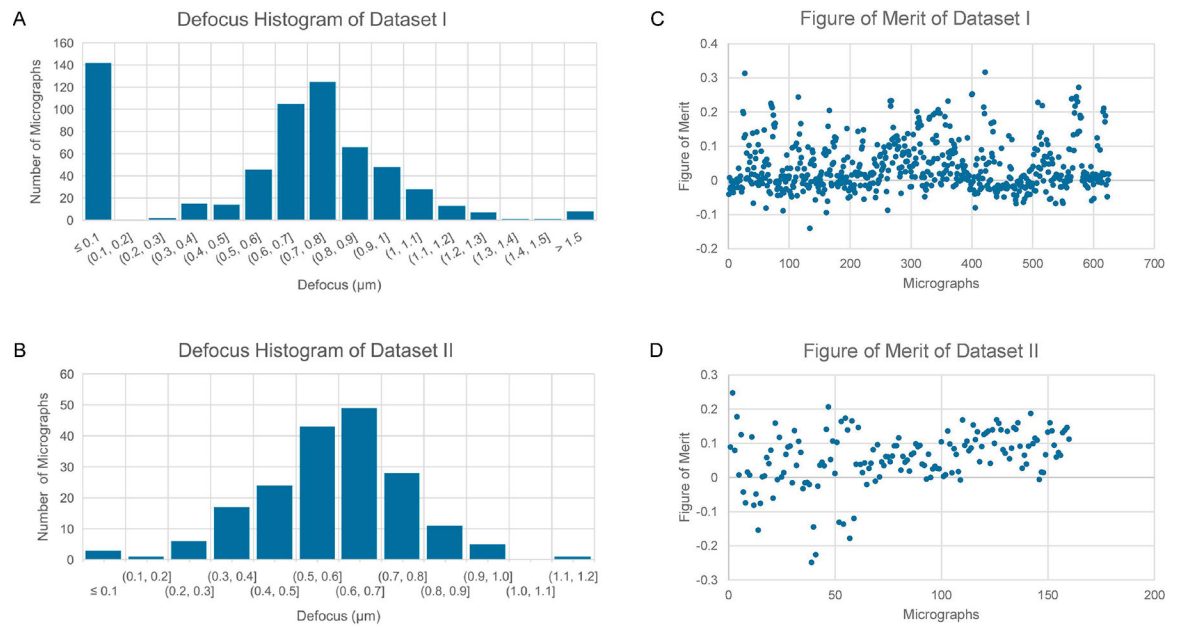 A
Defocus Histogram of Dataset I
Number of Micrographs
160
140
120
100
80
60
40
20
0
≤ 0.1
(0.1, 0.2]
(0.2, 0.3]
(0.3, 0.4]
(0.4, 0.5]
(0.5, 0.6]
(0.6, 0.7]
(0.7, 0.8]
(0.8, 0.9]
(0.9, 1]
(1, 1.1]
(1.1, 1.2]
(1.2, 1.3]
(1.3, 1.4]
(1.4, 1.5]
> 1.5
Defocus (µm)
C
Figure of Merit of Dataset I
Figure of Merit
0.4
0.3
0.2
0.1
0
-0.1
-0.2
0 100 200 300 400 500 600 700
Micrographs
B
Defocus Histogram of Dataset II
Number of Micrographs
60
50
40
30
20
10
0
(0.1, 0.2] (0.3, 0.4] (0.5, 0.6] (0.7, 0.8] (0.9, 1.0] (1.1, 1.2]
≤ 0.1 (0.2, 0.3] (0.4, 0.5] (0.6, 0.7] (0.8, 0.9] (1.0, 1.1]
Defocus (µm)
D
Figure of Merit of Dataset II
Figure of Merit
0.3
0.2
0.1
0
-0.1
-0.2
-0.3
0 50 100 150 200
Micrographs